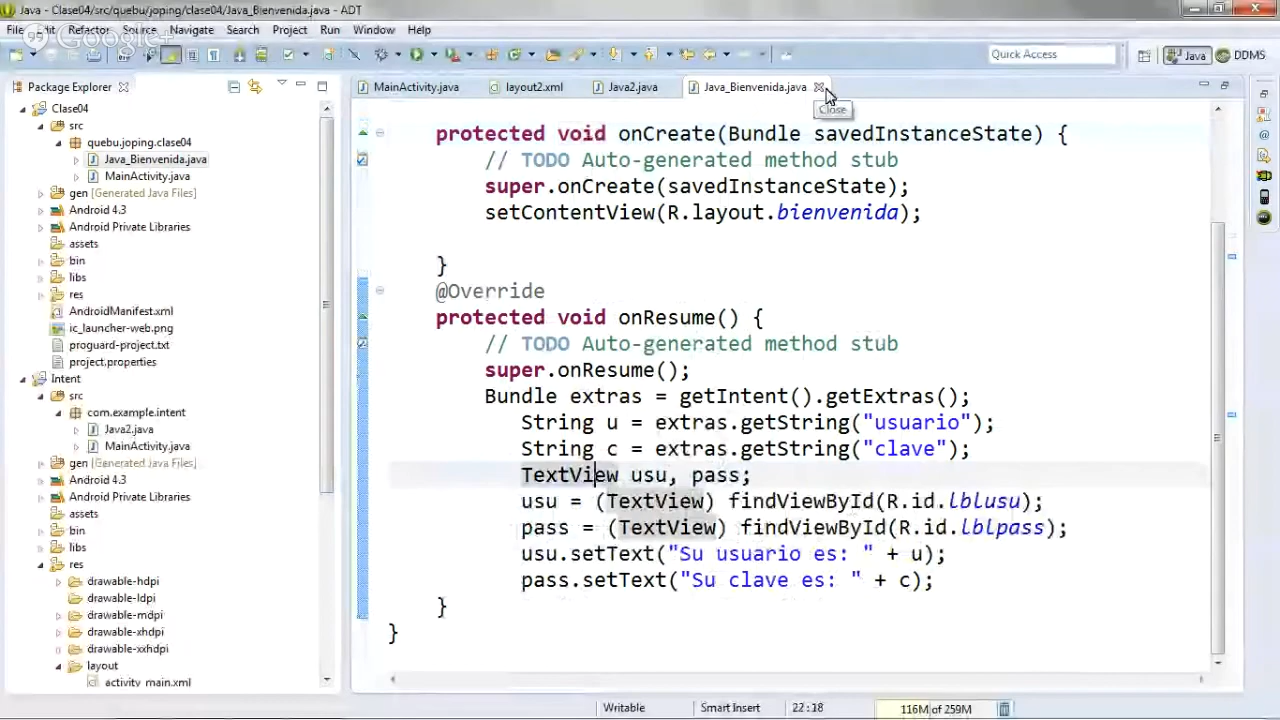 Java - Clase04/src/quebu/joping/clase04/Java_Bienvenida.java - ADT
File Edit Refactor Source Navigate Search Project Run Window Help
Google+
Quick Access
Java
DDMS
Package Explorer
MainActivity.java
layout2.xml
Java2.java
Java_Bienvenida.java
Close
Clase04
src
quebu.joping.clase04
Java_Bienvenida.java
MainActivity.java
gen [Generated Java Files]
Android 4.3
Android Private Libraries
assets
bin
libs
res
AndroidManifest.xml
ic_launcher-web.png
proguard-project.txt
project.properties
Intent
src
com.example.intent
Java2.java
MainActivity.java
gen [Generated Java Files]
Android 4.3
Android Private Libraries
assets
bin
libs
res
drawable-hdpi
drawable-ldpi
drawable-mdpi
drawable-xhdpi
drawable-xxhdpi
layout
activity_main.xml
protected void onCreate(Bundle savedInstanceState) {
// TODO Auto-generated method stub
super.onCreate(savedInstanceState);
setContentView(R.layout.bienvenida);
}
@Override
protected void onResume() {
// TODO Auto-generated method stub
super.onResume();
Bundle extras = getIntent().getExtras();
String u = extras.getString("usuario");
String c = extras.getString("clave");
TextView usu, pass;
usu = (TextView) findViewById(R.id.lblusu);
pass = (TextView) findViewById(R.id.lblpass);
usu.setText("Su usuario es: " + u);
pass.setText("Su clave es: " + c);
}
}
Writable
Smart Insert
22:18
116M of 259M